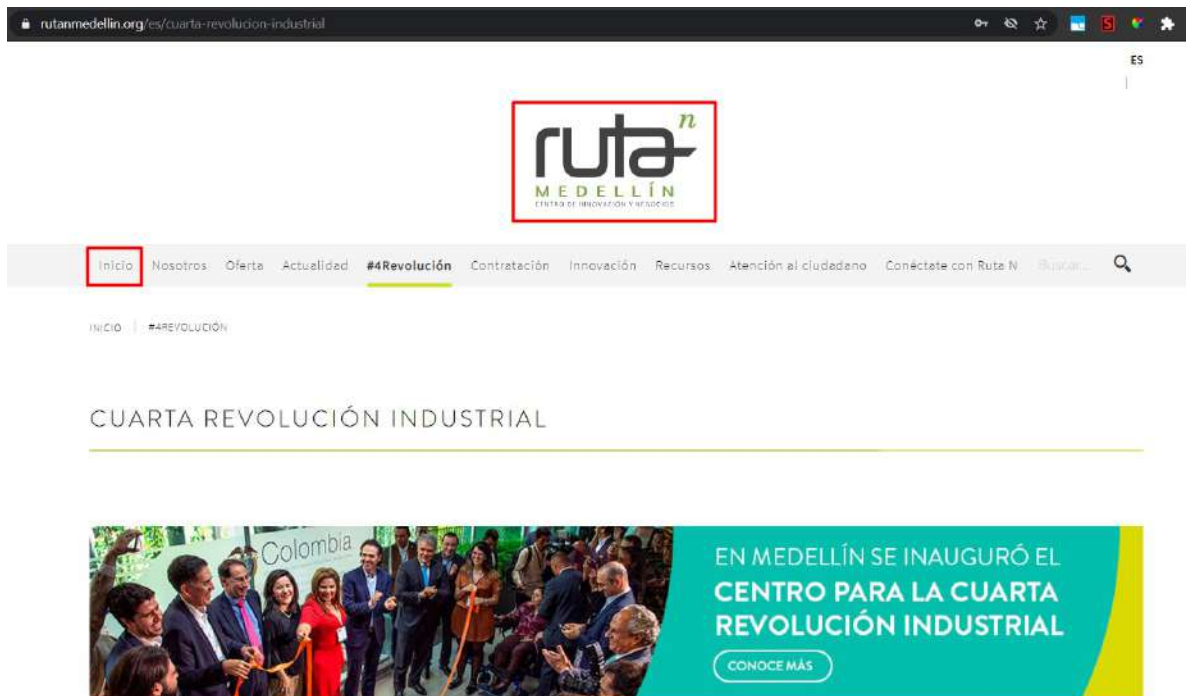 rutanmedellin.org/es/cuarta-revolucion-industrial
ES
ruta n
MEDELLÍN
CENTRO DE INNOVACIÓN Y NEGOCIOS
Inicio Nosotros Oferta Actualidad #4Revolución Contratación Innovación Recursos Atención al ciudadano Conéctate con Ruta N Buscar...
INICIO | #4REVOLUCIÓN
CUARTA REVOLUCIÓN INDUSTRIAL
Colombia
EN MEDELLÍN SE INAUGURÓ EL
CENTRO PARA LA CUARTA
REVOLUCIÓN INDUSTRIAL
CONOCE MÁS